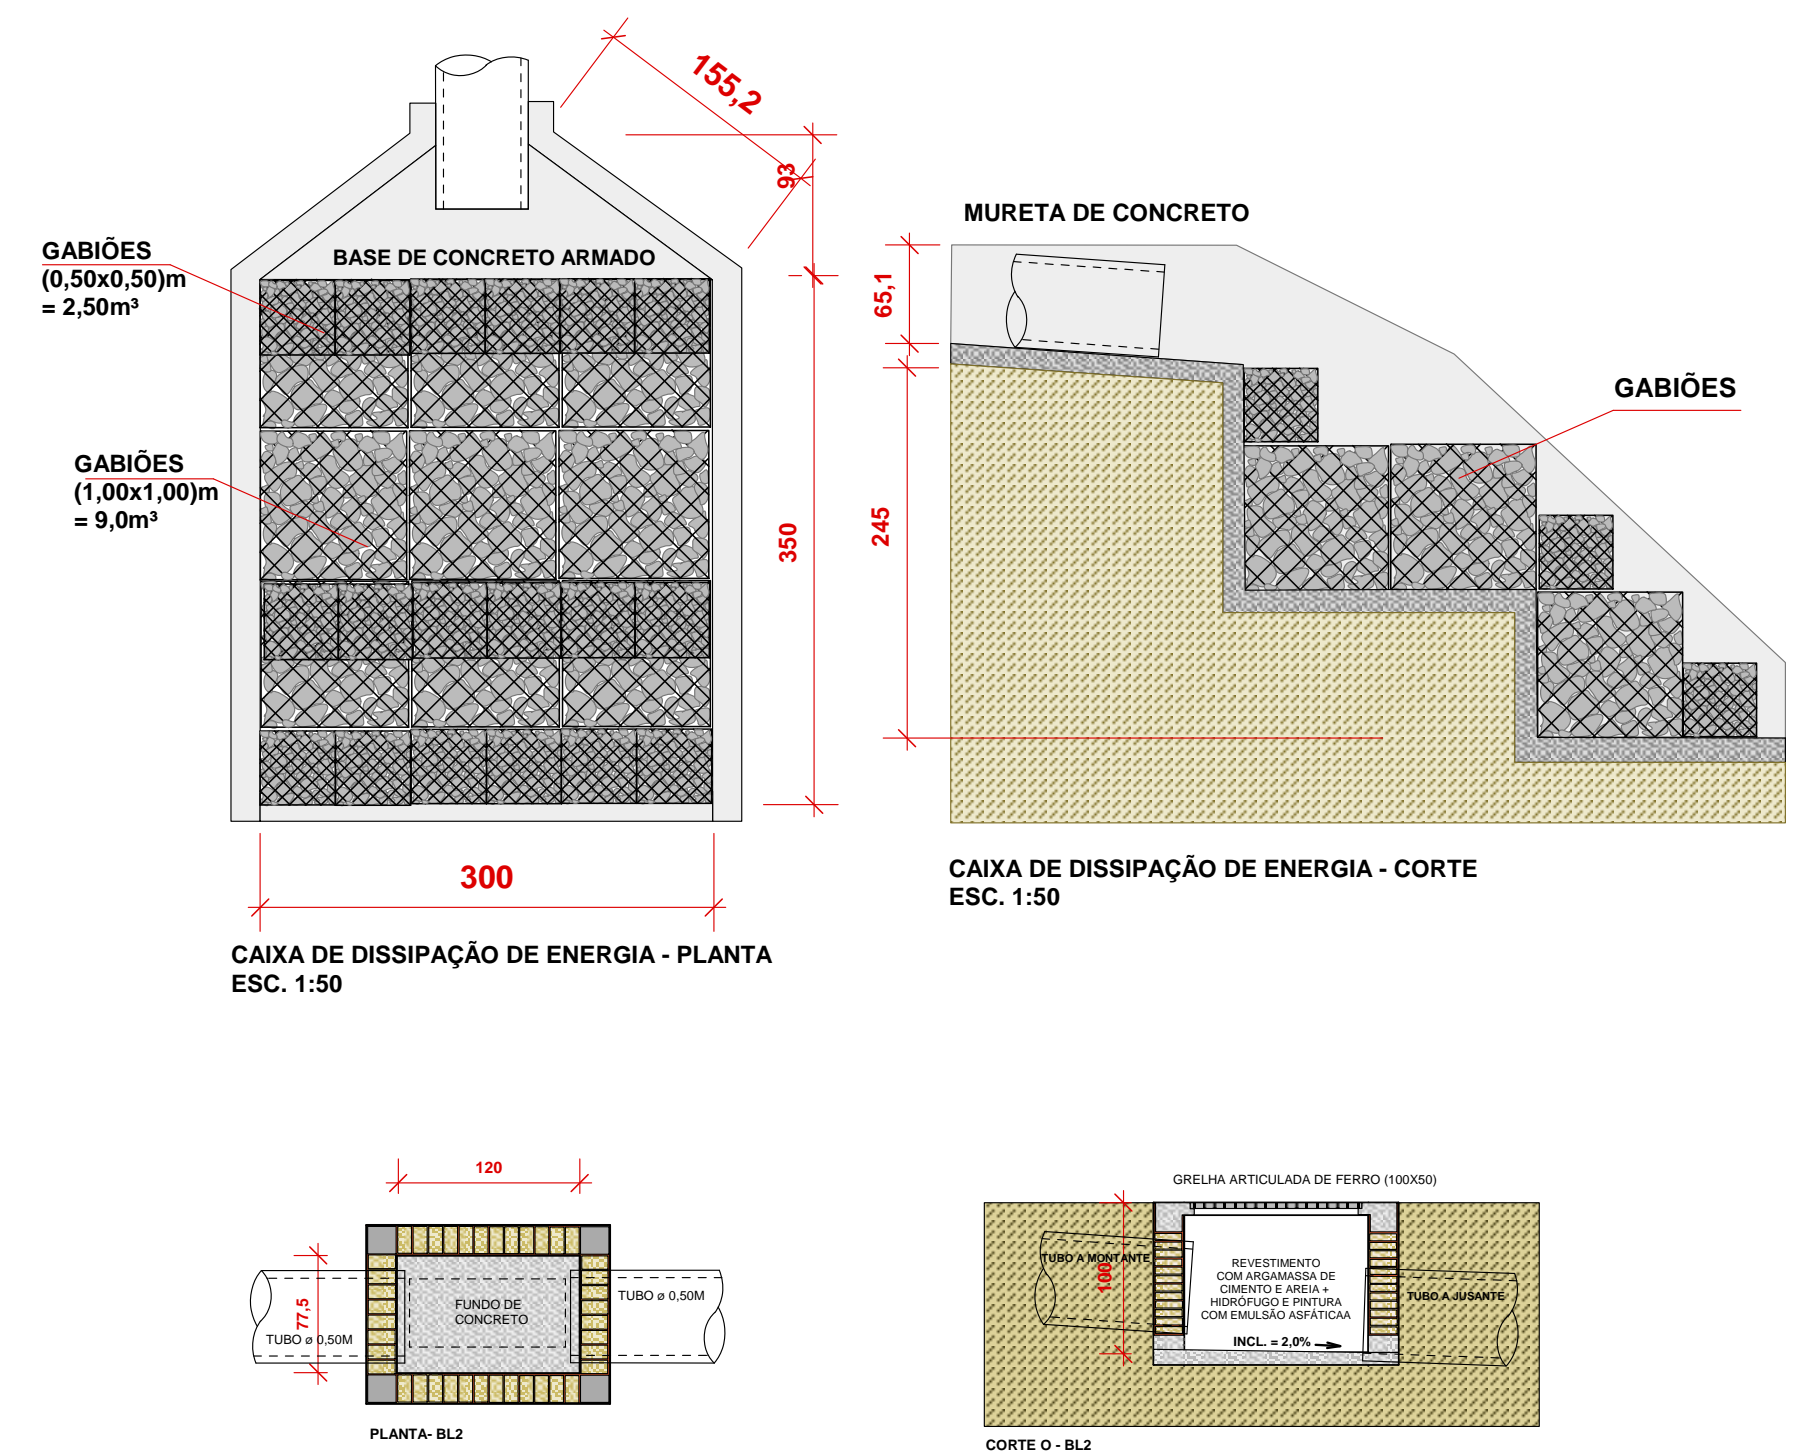 155,2
93
GABIÕES
(0,50x0,50)m
= 2,50m³
BASE DE CONCRETO ARMADO
GABIÕES
(1,00x1,00)m
= 9,0m³
350
300
CAIXA DE DISSIPAÇÃO DE ENERGIA - PLANTA
ESC. 1:50
MURETA DE CONCRETO
65,1
GABIÕES
245
CAIXA DE DISSIPAÇÃO DE ENERGIA - CORTE
ESC. 1:50
120
77,5
FUNDO DE
CONCRETO
TUBO ø 0,50M
TUBO ø 0,50M
PLANTA- BL2
GRELHA ARTICULADA DE FERRO (100X50)
TUBO A MONTANTE
100
REVESTIMENTO
COM ARGAMASSA DE
CIMENTO E AREIA +
HIDRÓFUGO E PINTURA
COM EMULSÃO ASFÁTICAA
INCL. = 2,0%
TUBO A JUSANTE
CORTE O - BL2